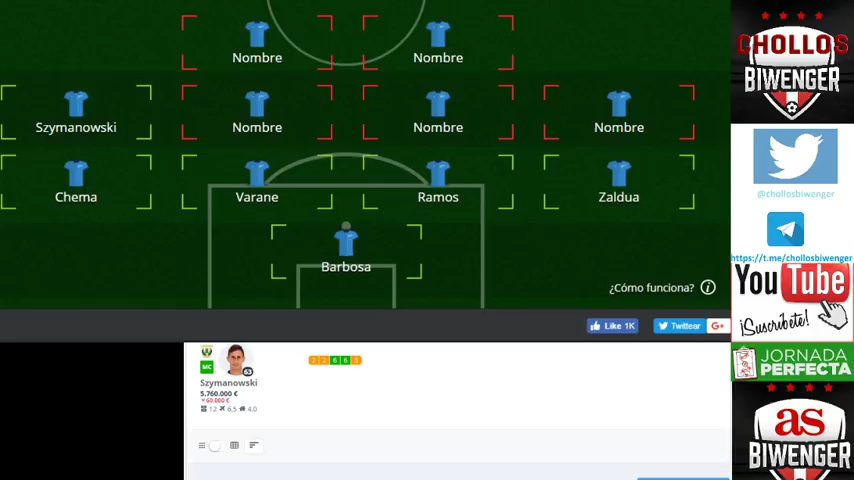 Nombre Nombre
Szymanowski Nombre Nombre Nombre
Chema Varane Ramos Zaldua
Barbosa
¿Cómo funciona? i
Like 1K Twittear G+
MC
63
2 2 6 6 5
Szymanowski
5.760.000 €
60.000 €
12 6,5 4.0
CHOLLOS
BIWENGER
@chollosbiwenger
https://t.me/chollosbiwenger
YouTube
¡Suscríbete!
JORNADA
PERFECTA
as
BIWENGER